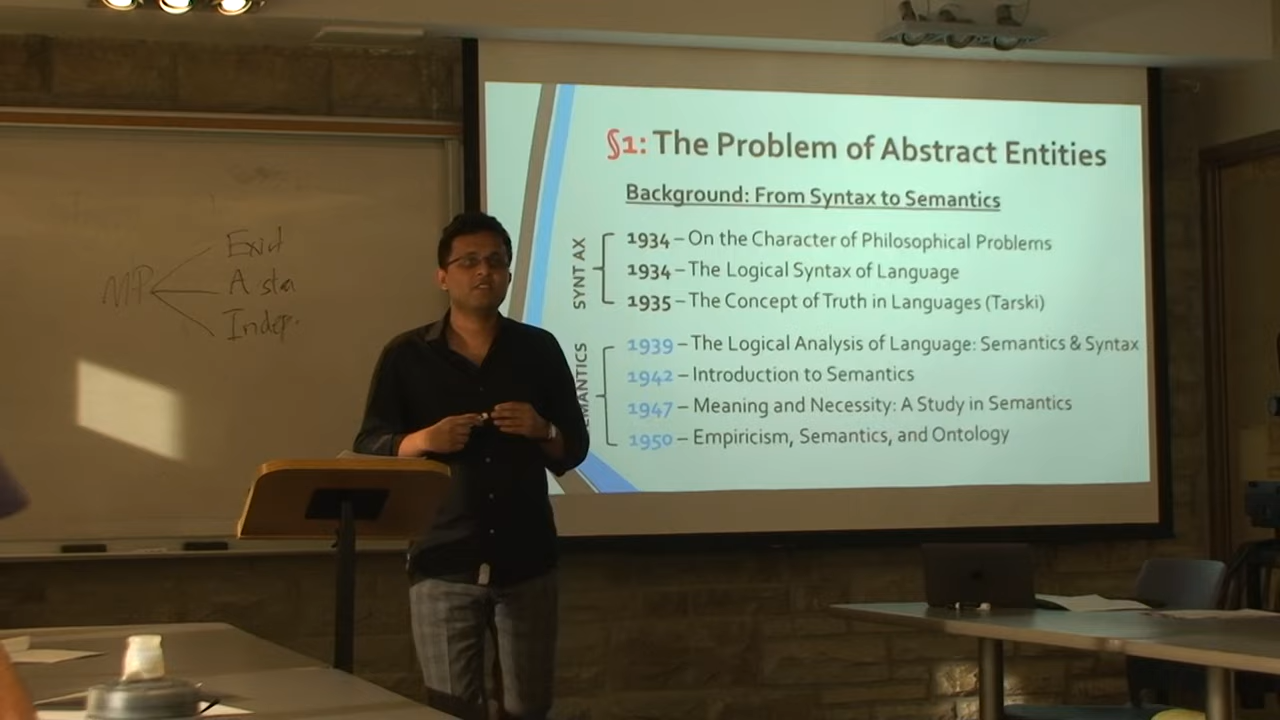 §1: The Problem of Abstract Entities
Background: From Syntax to Semantics
SYNTAX
1934 – On the Character of Philosophical Problems
1934 – The Logical Syntax of Language
1935 – The Concept of Truth in Languages (Tarski)
EMANTICS
1939 – The Logical Analysis of Language: Semantics & Syntax
1942 – Introduction to Semantics
1947 – Meaning and Necessity: A Study in Semantics
1950 – Empiricism, Semantics, and Ontology
MP
Exist
Indep.